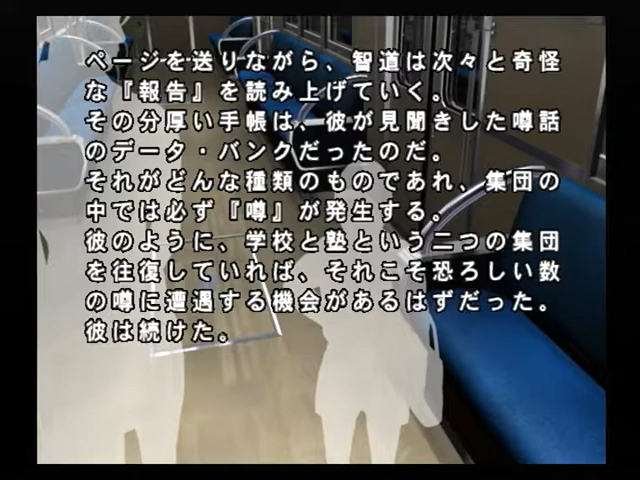 ページを送りながら、智道は次々と奇怪
な『報告』を読み上げていく。
その分厚い手帳は、彼が見聞きした噂話
のデータ・バンクだったのだ。
それがどんな種類のものであれ、集団の
中では必ず『噂』が発生する。
彼のように、学校と塾という二つの集団
を往復していれば、それこそ恐ろしい数
の噂に遭遇する機会があるはずだった。
彼は続けた。